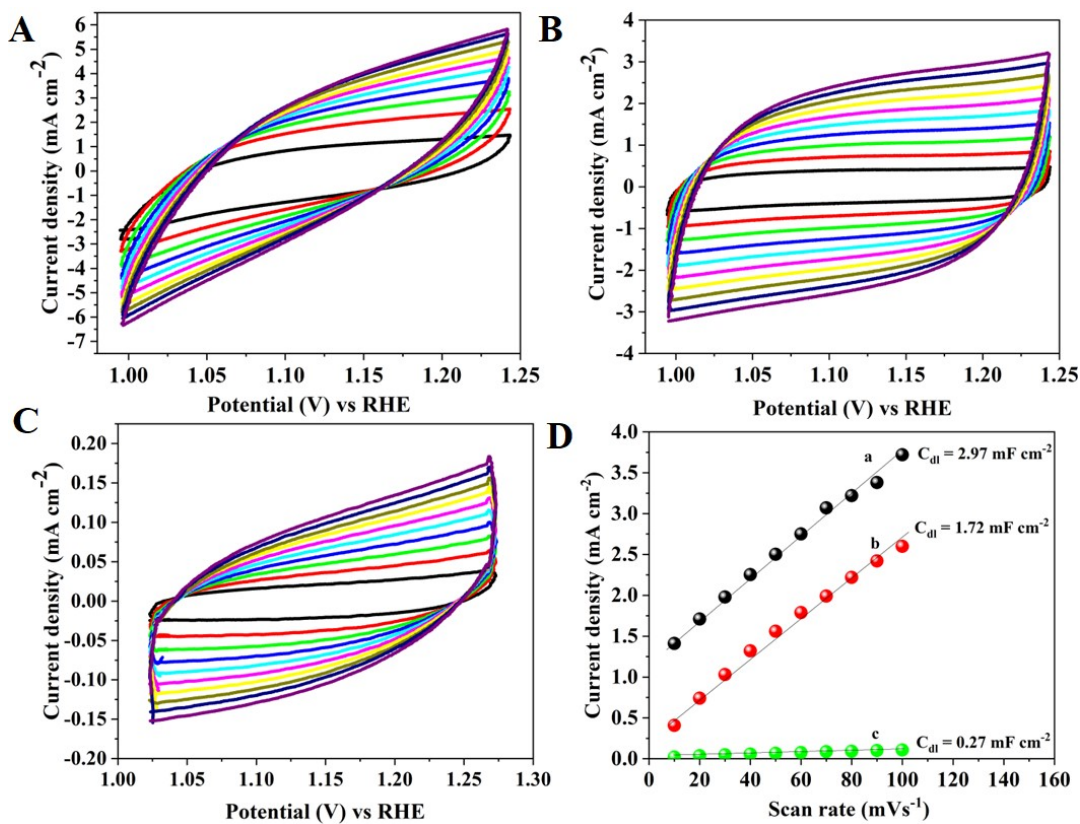 A
6
5
4
3
2
1
0
-1
-2
-3
-4
-5
-6
-7
Current density (mA cm-2)
1.00 1.05 1.10 1.15 1.20 1.25
Potential (V) vs RHE
B
4
3
2
1
0
-1
-2
-3
-4
Current density (mA cm-2)
1.00 1.05 1.10 1.15 1.20 1.25
Potential (V) vs RHE
C
0.20
0.15
0.10
0.05
0.00
-0.05
-0.10
-0.15
-0.20
Current density (mA cm-2)
1.00 1.05 1.10 1.15 1.20 1.25 1.30
Potential (V) vs RHE
D
4.0
3.5
3.0
2.5
2.0
1.5
1.0
0.5
0.0
Current density (mA cm-2)
a
Cdl = 2.97 mF cm-2
b
Cdl = 1.72 mF cm-2
c
Cdl = 0.27 mF cm-2
0 20 40 60 80 100 120 140 160
Scan rate (mVs-1)